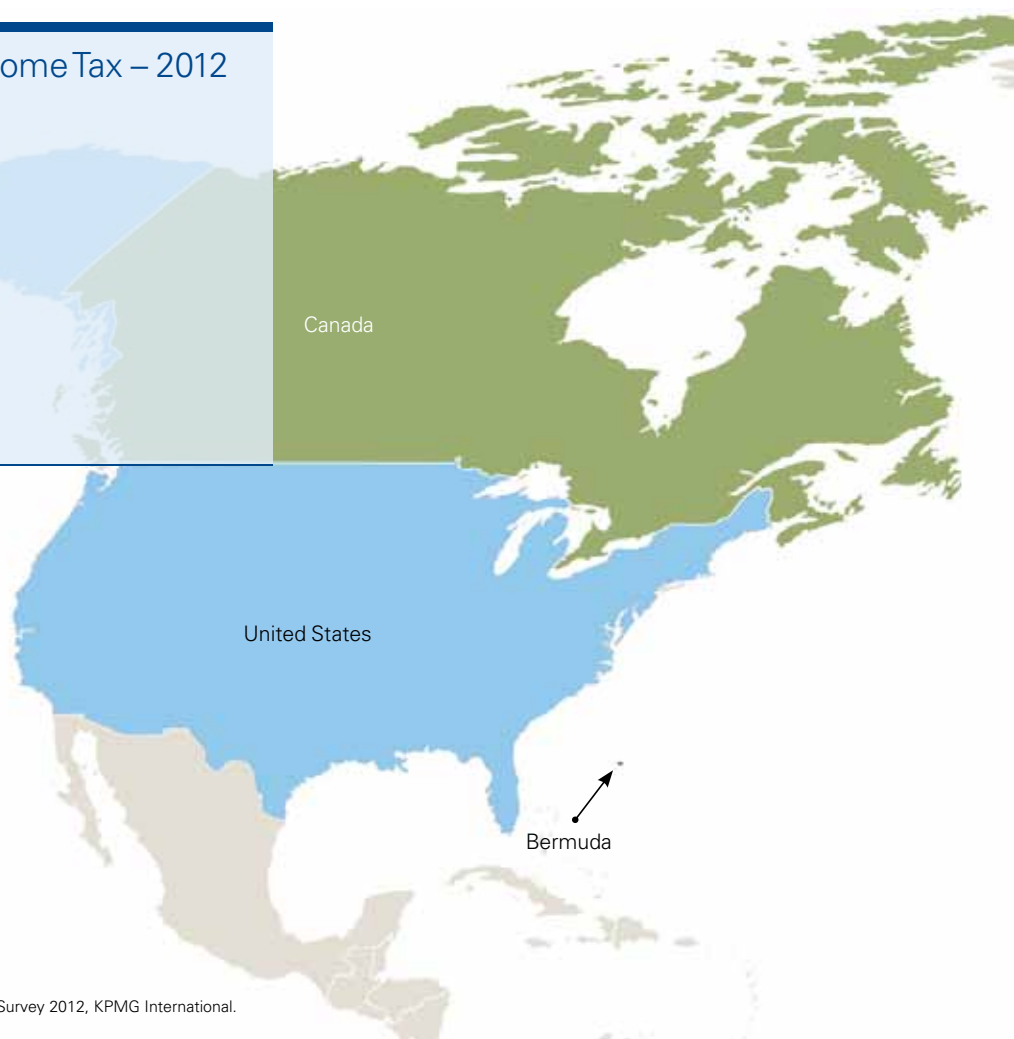 ome Tax – 2012
Canada
United States
Bermuda
Survey 2012, KPMG International.